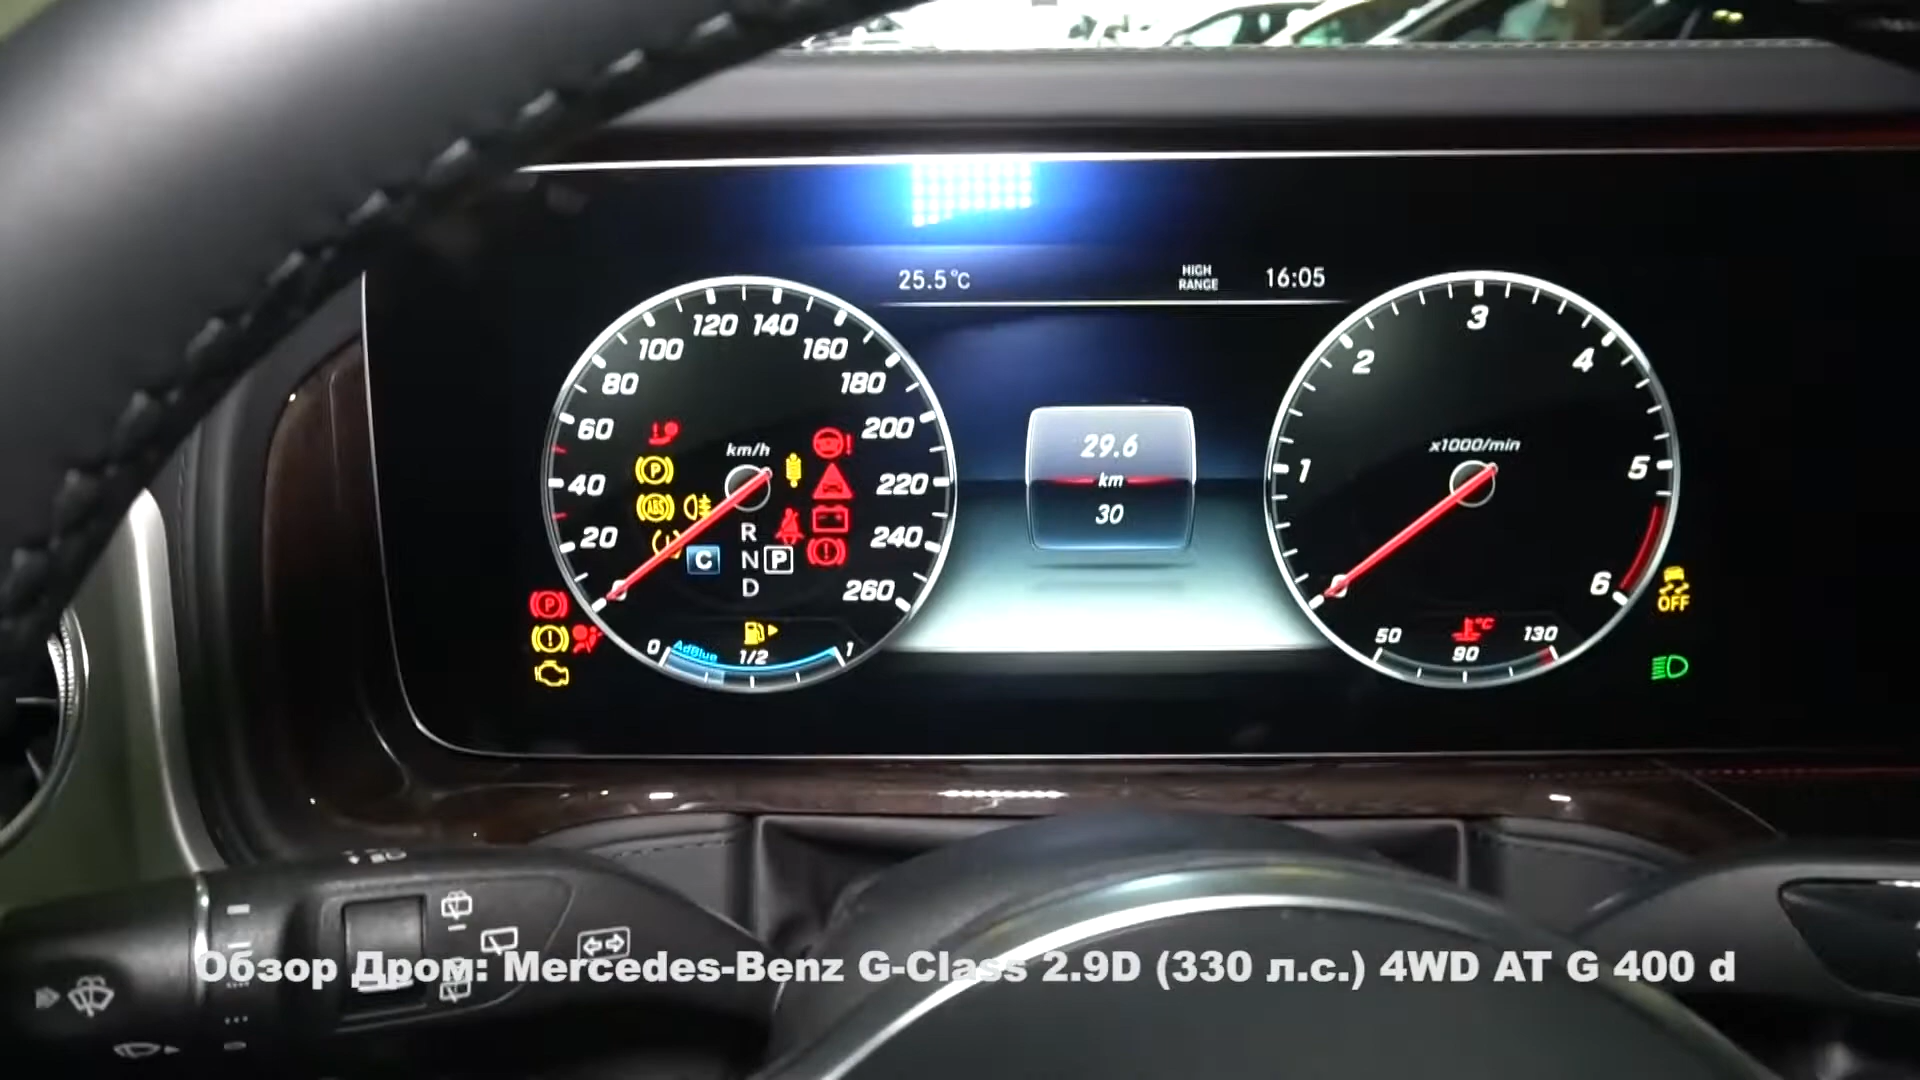 25.5°C
HIGH
RANGE
16:05
120 140
100
160
80
180
60
200
km/h
40
220
20
240
260
P
ABS
R
C
N P
D
P
AdBlue
0
1/2
1
29.6
km
30
3
2
4
x1000/min
1
5
6
°C
50
90
130
OFF
Обзор Дром: Mercedes-Benz G-Class 2.9D (330 л.с.) 4WD AT G 400 d